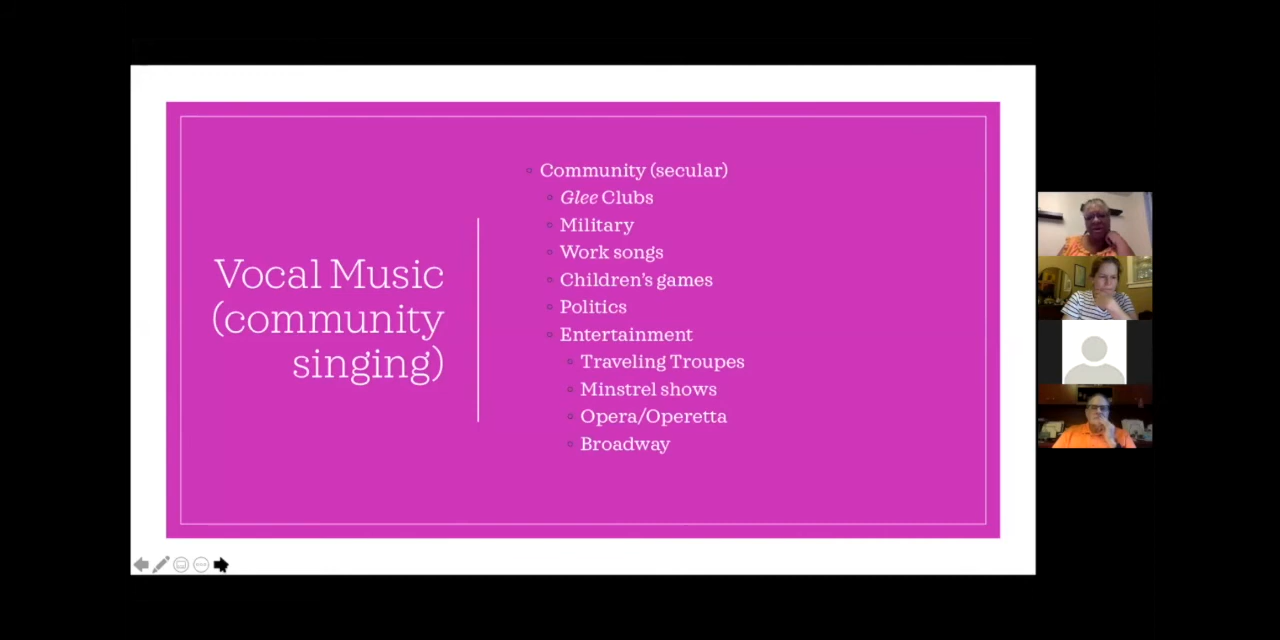 Vocal Music
(community
singing)
Community (secular)
Glee Clubs
Military
Work songs
Children's games
Politics
Entertainment
Traveling Troupes
Minstrel shows
Opera/Operetta
Broadway